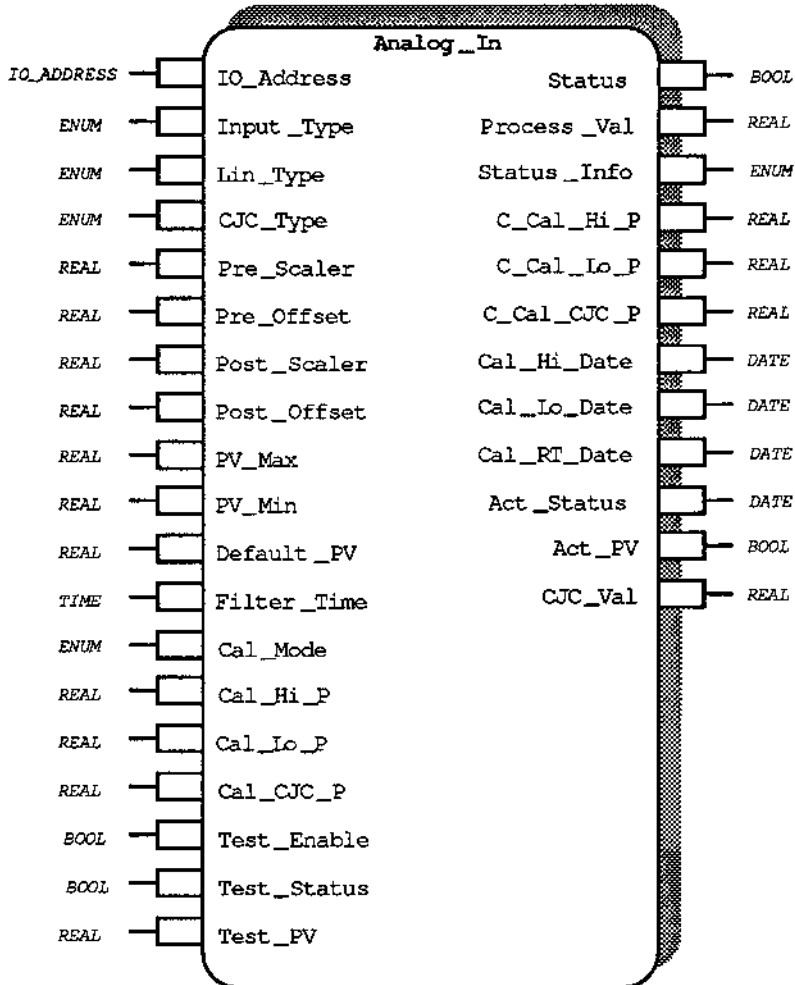 Analog_In
IO_ADDRESS IO_Address Status BOOL
ENUM Input_Type Process_Val REAL
ENUM Lin_Type Status_Info ENUM
ENUM CJC_Type C_Cal_Hi_P REAL
REAL Pre_Scaler C_Cal_Lo_P REAL
REAL Pre_Offset C_Cal_CJC_P REAL
REAL Post_Scaler Cal_Hi_Date DATE
REAL Post_Offset Cal_Lo_Date DATE
REAL PV_Max Cal_RT_Date DATE
REAL PV_Min Act_Status DATE
REAL Default_PV Act_PV BOOL
TIME Filter_Time CJC_Val REAL
ENUM Cal_Mode
REAL Cal_Hi_P
REAL Cal_Lo_P
REAL Cal_CJC_P
BOOL Test_Enable
BOOL Test_Status
REAL Test_PV